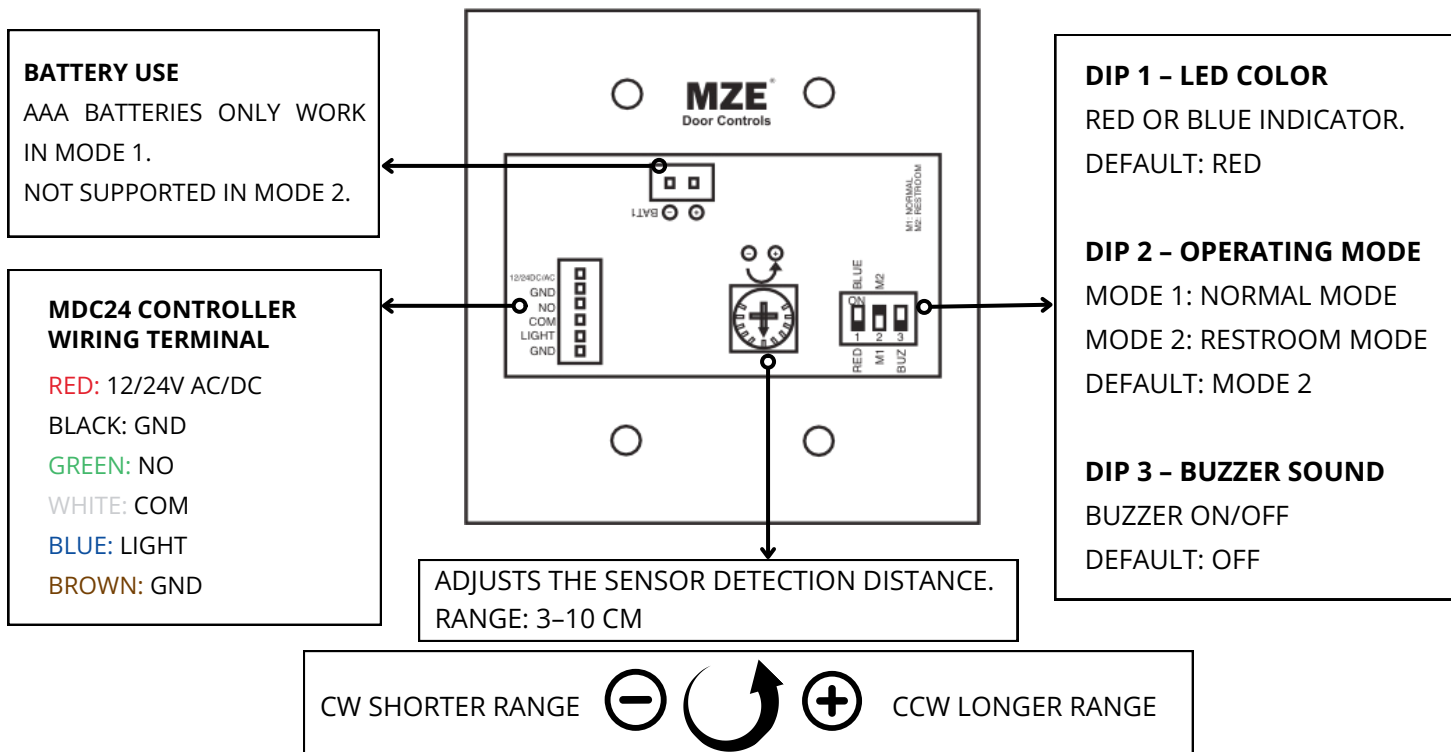 BATTERY USE
AAA BATTERIES ONLY WORK
IN MODE 1.
NOT SUPPORTED IN MODE 2.
MDC24 CONTROLLER
WIRING TERMINAL
RED: 12/24V AC/DC
BLACK: GND
GREEN: NO
WHITE: COM
BLUE: LIGHT
BROWN: GND
MZE®
Door Controls
BAT1
M1: NORMAL
M2: RESTROOM
12/24DC/AC
GND
NO
COM
LIGHT
GND
BLUE
M2
ON
1 2 3
RED
M1
BUZ
DIP 1 – LED COLOR
RED OR BLUE INDICATOR.
DEFAULT: RED
DIP 2 – OPERATING MODE
MODE 1: NORMAL MODE
MODE 2: RESTROOM MODE
DEFAULT: MODE 2
DIP 3 – BUZZER SOUND
BUZZER ON/OFF
DEFAULT: OFF
ADJUSTS THE SENSOR DETECTION DISTANCE.
RANGE: 3–10 CM
CW SHORTER RANGE
CCW LONGER RANGE